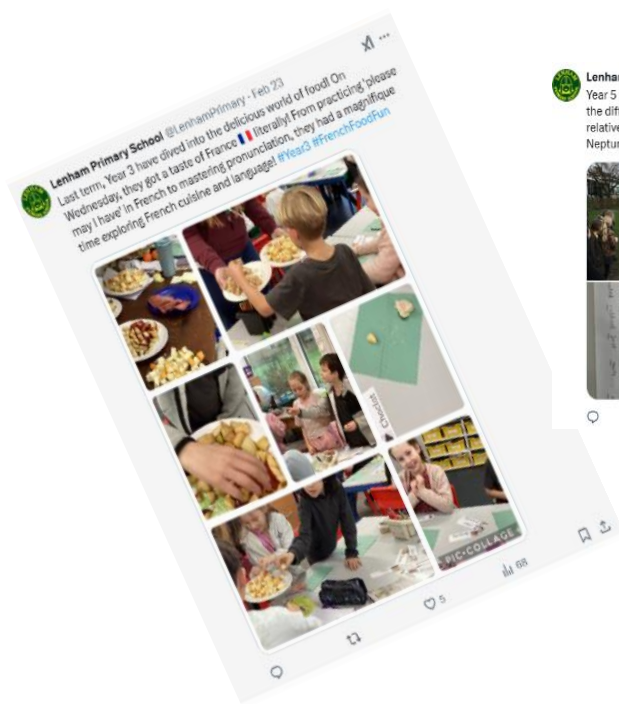 Lenham Primary School @LenhamPrimary · Feb 23
Last term, Year 3 have dived into the delicious world of food! On
Wednesday, they got a taste of France 🇫🇷 literally! From practicing 'please
may I have' in French to mastering pronunciation, they had a magnifique
time exploring French cuisine and language! #Year3 #FrenchFoodFun
Choclot
PIC•COLLAGE
5
68
Lenham
Year 5
the diff
relative
Neptun